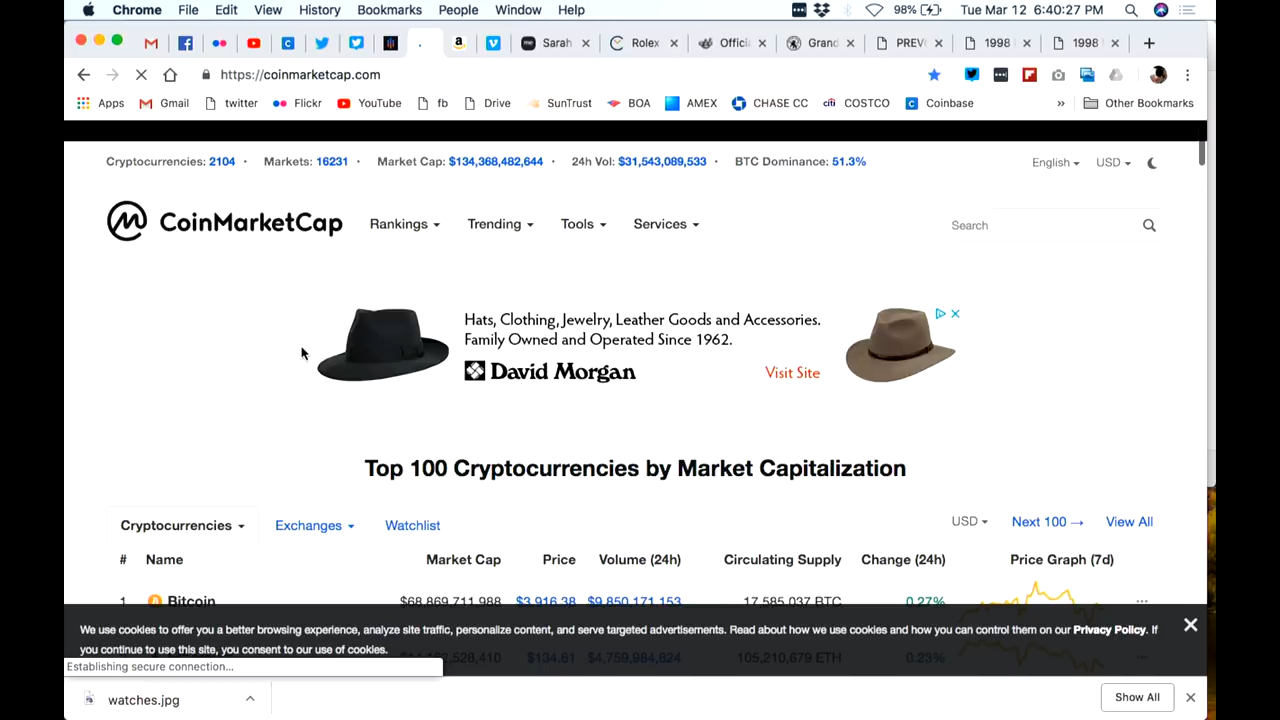 Chrome File Edit View History Bookmarks People Window Help 98% Tue Mar 12 6:40:27 PM
Sarah Rolex Offici Grand PREV 1998 1998
https://coinmarketcap.com
Apps Gmail twitter Flickr YouTube fb Drive SunTrust BOA AMEX CHASE CC COSTCO Coinbase » Other Bookmarks
Cryptocurrencies: 2104 • Markets: 16231 • Market Cap: $134,368,482,644 • 24h Vol: $31,543,089,533 • BTC Dominance: 51.3% English USD
CoinMarketCap Rankings Trending Tools Services Search
Hats, Clothing, Jewelry, Leather Goods and Accessories.
Family Owned and Operated Since 1962.
David Morgan Visit Site
Top 100 Cryptocurrencies by Market Capitalization
Cryptocurrencies Exchanges Watchlist USD Next 100 → View All
# Name Market Cap Price Volume (24h) Circulating Supply Change (24h) Price Graph (7d)
1 Bitcoin $68,869,711,988 $3,916.38 $9,850,171,153 17,585,037 BTC 0.27%
We use cookies to offer you a better browsing experience, analyze site traffic, personalize content, and serve targeted advertisements. Read about how we use cookies and how you can control them on our Privacy Policy. If
you continue to use this site, you consent to our use of cookies.
528,410 $134.61 $4,759,984,824 105,210,679 ETH 0.23%
Establishing secure connection...
watches.jpg Show All